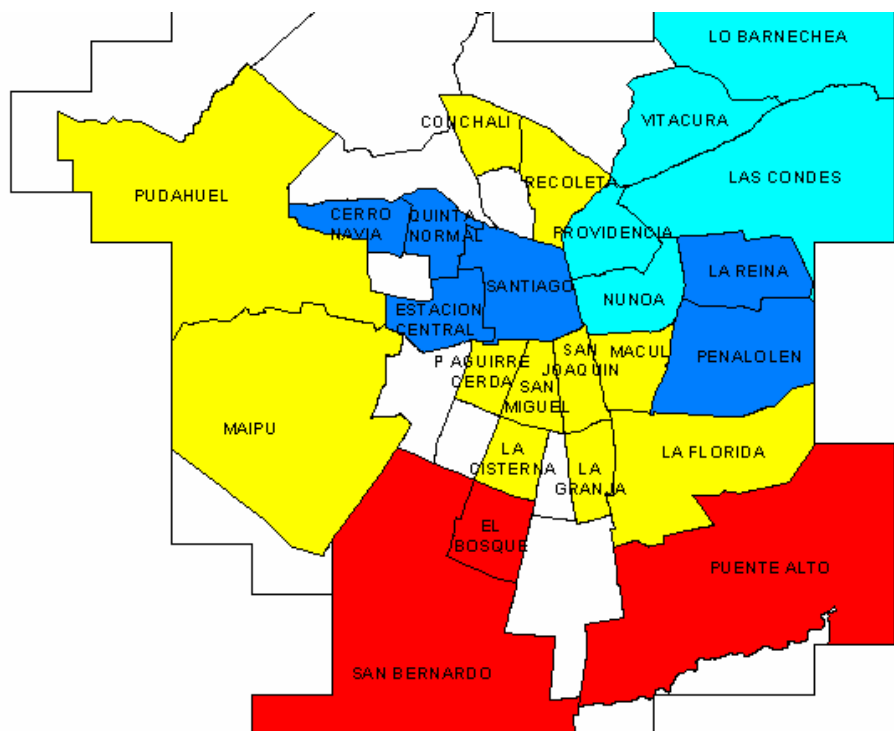 LO BARNECHEA
CONCHALI
VITACURA
RECOLETA
LAS CONDES
PUDAHUEL
CERRO
NAVIA
QUINTA
NORMAL
PROVIDENCIA
LA REINA
SANTIAGO
NUNOA
ESTACION
CENTRAL
P AGUIRRE
CERDA
SAN
MIGUEL
SAN
JOAQUIN
MACUL
PENALOLEN
MAIPU
LA
CISTERNA
LA
GRANJA
LA FLORIDA
EL
BOSQUE
PUENTE ALTO
SAN BERNARDO